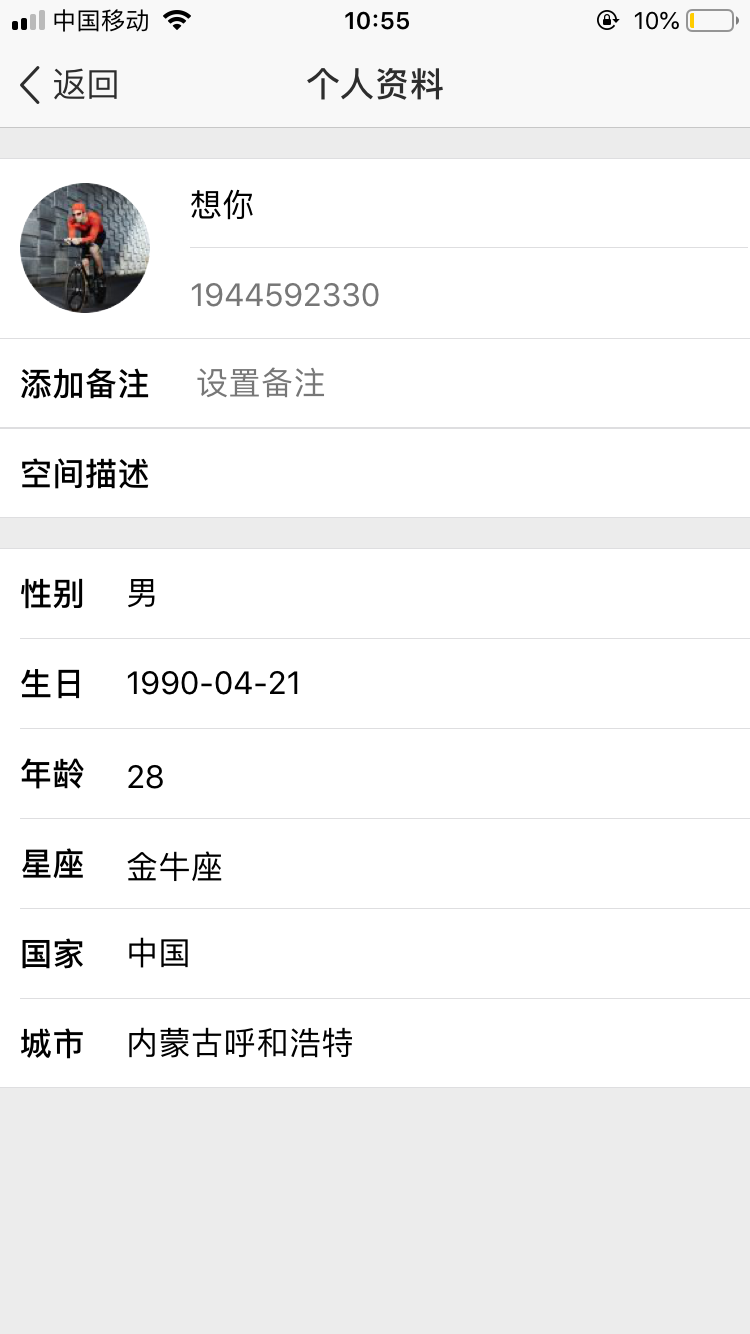 中国移动 10:55 10%
返回 个人资料
想你
1944592330
添加备注 设置备注
空间描述
性别 男
生日 1990-04-21
年龄 28
星座 金牛座
国家 中国
城市 内蒙古呼和浩特